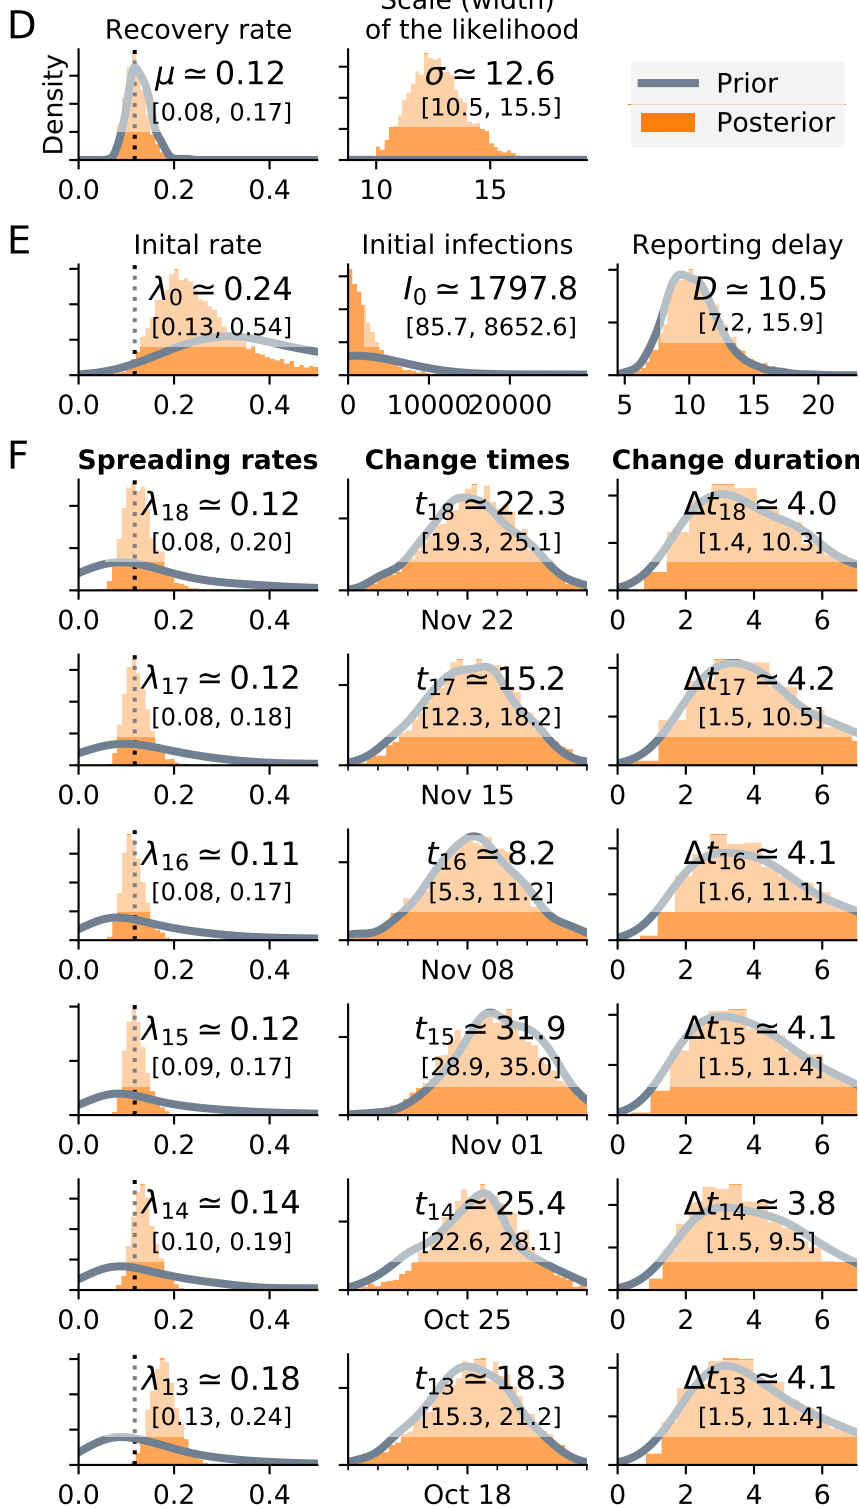 D
Scale (width)
Recovery rate
of the likelihood
Density
μ ≃ 0.12
[0.08, 0.17]
σ ≃ 12.6
[10.5, 15.5]
Prior
Posterior
0.0 0.2 0.4
10 15
E
Inital rate
Initial infections
Reporting delay
λ0 ≃ 0.24
[0.13, 0.54]
I0 ≃ 1797.8
[85.7, 8652.6]
D ≃ 10.5
[7.2, 15.9]
0.0 0.2 0.4
0 10000 20000
5 10 15 20
F
Spreading rates
Change times
Change duration
λ18 ≃ 0.12
[0.08, 0.20]
t18 ≃ 22.3
[19.3, 25.1]
Δt18 ≃ 4.0
[1.4, 10.3]
0.0 0.2 0.4
Nov 22
0 2 4 6
λ17 ≃ 0.12
[0.08, 0.18]
t17 ≃ 15.2
[12.3, 18.2]
Δt17 ≃ 4.2
[1.5, 10.5]
0.0 0.2 0.4
Nov 15
0 2 4 6
λ16 ≃ 0.11
[0.08, 0.17]
t16 ≃ 8.2
[5.3, 11.2]
Δt16 ≃ 4.1
[1.6, 11.1]
0.0 0.2 0.4
Nov 08
0 2 4 6
λ15 ≃ 0.12
[0.09, 0.17]
t15 ≃ 31.9
[28.9, 35.0]
Δt15 ≃ 4.1
[1.5, 11.4]
0.0 0.2 0.4
Nov 01
0 2 4 6
λ14 ≃ 0.14
[0.10, 0.19]
t14 ≃ 25.4
[22.6, 28.1]
Δt14 ≃ 3.8
[1.5, 9.5]
0.0 0.2 0.4
Oct 25
0 2 4 6
λ13 ≃ 0.18
[0.13, 0.24]
t13 ≃ 18.3
[15.3, 21.2]
Δt13 ≃ 4.1
[1.5, 11.4]
0.0 0.2 0.4
Oct 18
0 2 4 6